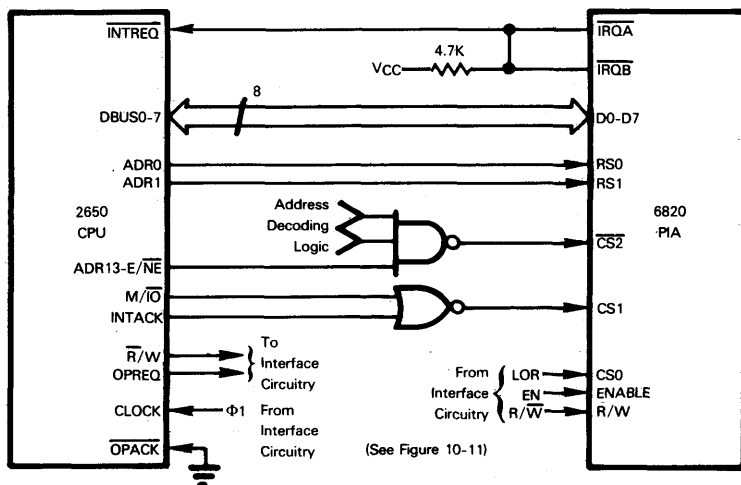 INTREQ
IRQA
4.7K
VCC
IRQB
8
DBUS0-7
D0-D7
ADR0
RS0
ADR1
RS1
Address
Decoding
Logic
2650
CPU
6820
PIA
CS2
ADR13-E/NE
M/IO
INTACK
CS1
R/W
OPREQ
To
Interface
Circuitry
From
Interface
Circuitry
LOR
EN
R/W
CS0
ENABLE
R/W
CLOCK
Φ1
From
Interface
Circuitry
OPACK
(See Figure 10-11)